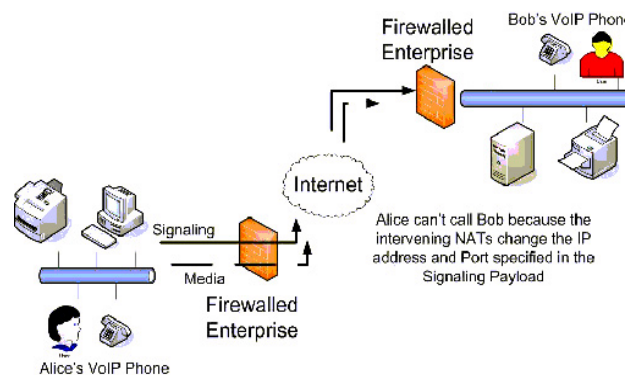 Bob's VoIP Phone
Firewalled
Enterprise
Internet
Alice can't call Bob because the
intervening NATs change the IP
address and Port specified in the
Signaling Payload
Signaling
Media
Firewalled
Enterprise
Alice's VoIP Phone